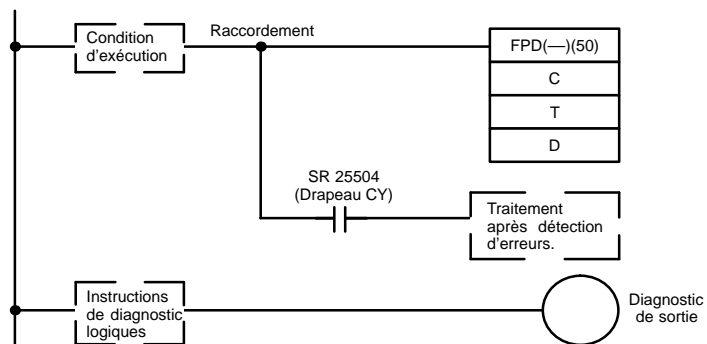 Condition
d'exécution
Raccordement
FPD(—)(50)
C
T
D
SR 25504
(Drapeau CY)
Traitement
après détection
d'erreurs.
Instructions
de diagnostic
logiques
Diagnostic
de sortie